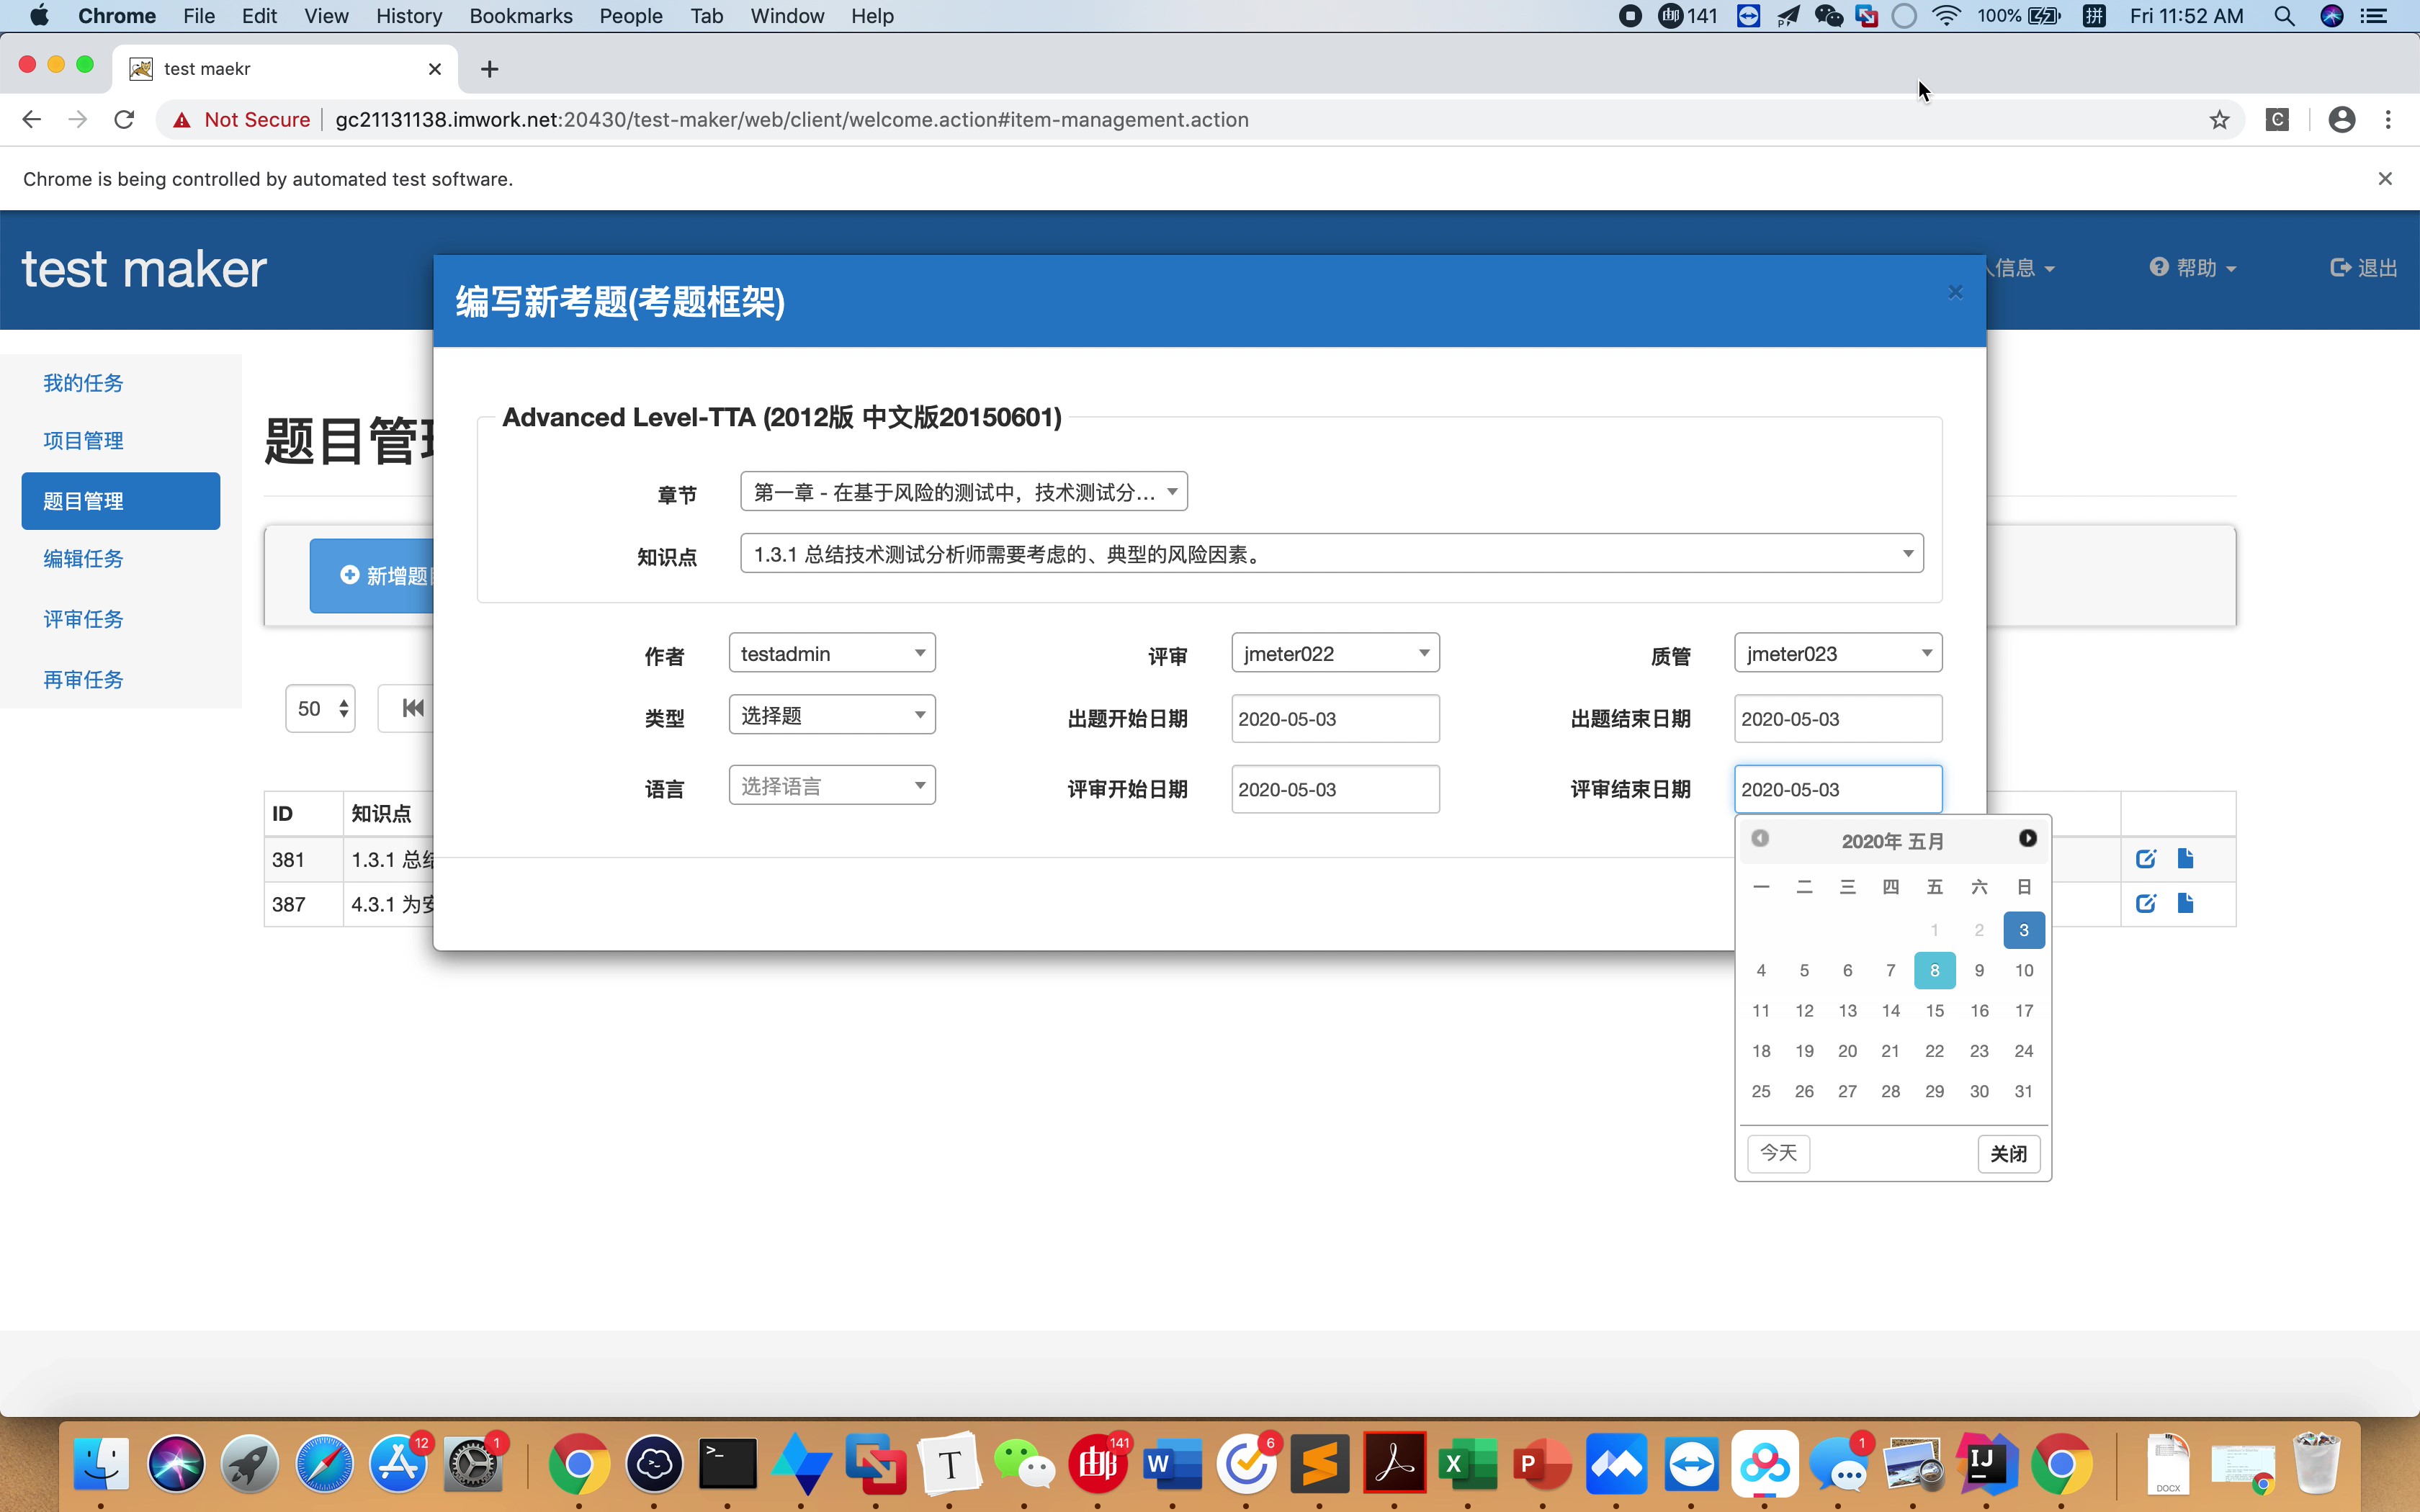 Chrome File Edit View History Bookmarks People Tab Window Help 141 100% 拼 Fri 11:52 AM
test maekr
Not Secure gc21131138.imwork.net:20430/test-maker/web/client/welcome.action#item-management.action
Chrome is being controlled by automated test software.
test maker
人信息 帮助 退出
编写新考题(考题框架)
我的任务
项目管理
题目管理
编辑任务
评审任务
再审任务
题目管
新增题
50
ID 知识点
381 1.3.1 总
387 4.3.1 为
Advanced Level-TTA (2012版 中文版20150601)
章节 第一章 - 在基于风险的测试中，技术测试分...
知识点 1.3.1 总结技术测试分析师需要考虑的、典型的风险因素。
作者 testadmin 评审 jmeter022 质管 jmeter023
类型 选择题 出题开始日期 2020-05-03 出题结束日期 2020-05-03
语言 选择语言 评审开始日期 2020-05-03 评审结束日期 2020-05-03
2020年 五月
一 二 三 四 五 六 日
1 2 3
4 5 6 7 8 9 10
11 12 13 14 15 16 17
18 19 20 21 22 23 24
25 26 27 28 29 30 31
今天 关闭
12 1 141 6 1
>_ T W X P IJ DOCX